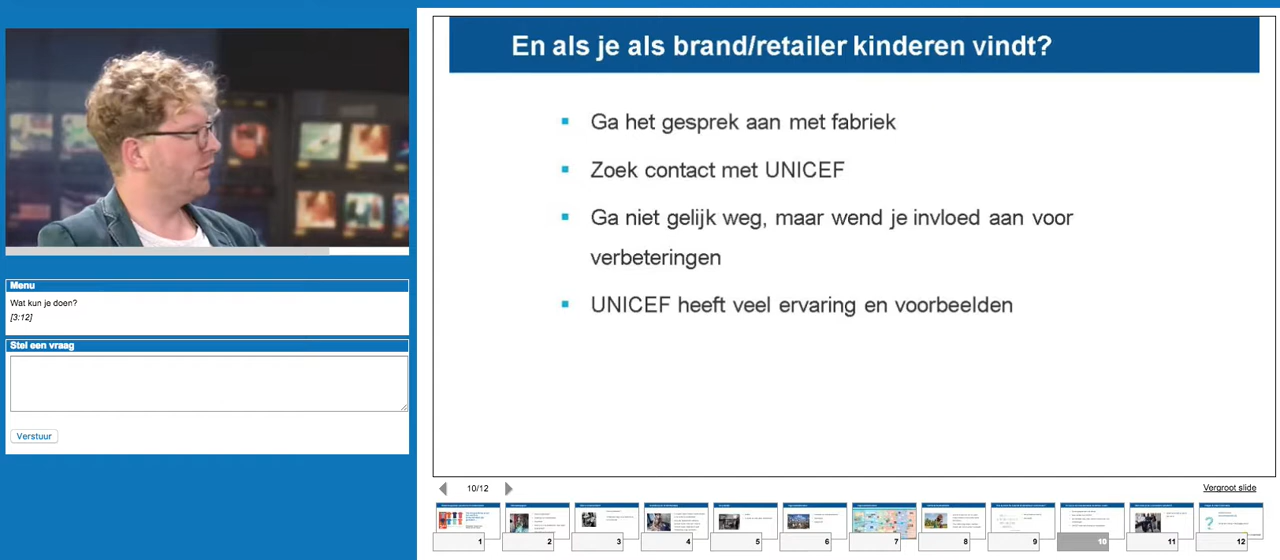 En als je als brand/retailer kinderen vindt?
Ga het gesprek aan met fabriek
Zoek contact met UNICEF
Ga niet gelijk weg, maar wend je invloed aan voor
verbeteringen
UNICEF heeft veel ervaring en voorbeelden
Menu
Wat kun je doen?
[3:12]
Stel een vraag
Verstuur
10/12
Vergroot slide
1
2
3
4
5
6
7
8
9
10
11
12